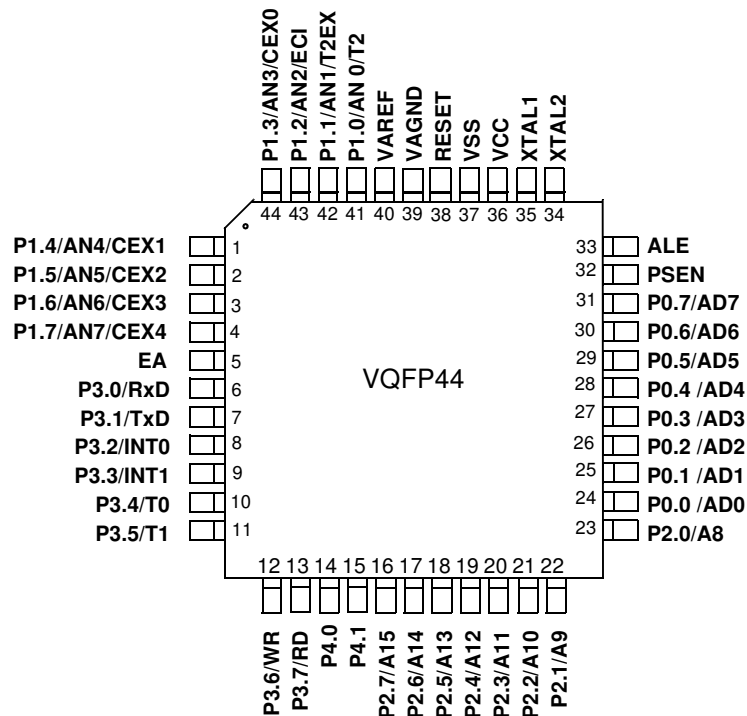 P1.3/AN3/CEX0
P1.2/AN2/ECI
P1.1/AN1/T2EX
P1.0/AN 0/T2
VAREF
VAGND
RESET
VSS
VCC
XTAL1
XTAL2
44 43 42 41 40 39 38 37 36 35 34
P1.4/AN4/CEX1 1
P1.5/AN5/CEX2 2
P1.6/AN6/CEX3 3
P1.7/AN7/CEX4 4
EA 5
P3.0/RxD 6
P3.1/TxD 7
P3.2/INT0 8
P3.3/INT1 9
P3.4/T0 10
P3.5/T1 11
VQFP44
33 ALE
32 PSEN
31 P0.7/AD7
30 P0.6/AD6
29 P0.5/AD5
28 P0.4 /AD4
27 P0.3 /AD3
26 P0.2 /AD2
25 P0.1 /AD1
24 P0.0 /AD0
23 P2.0/A8
12 13 14 15 16 17 18 19 20 21 22
P3.6/WR
P3.7/RD
P4.0
P4.1
P2.7/A15
P2.6/A14
P2.5/A13
P2.4/A12
P2.3/A11
P2.2/A10
P2.1/A9